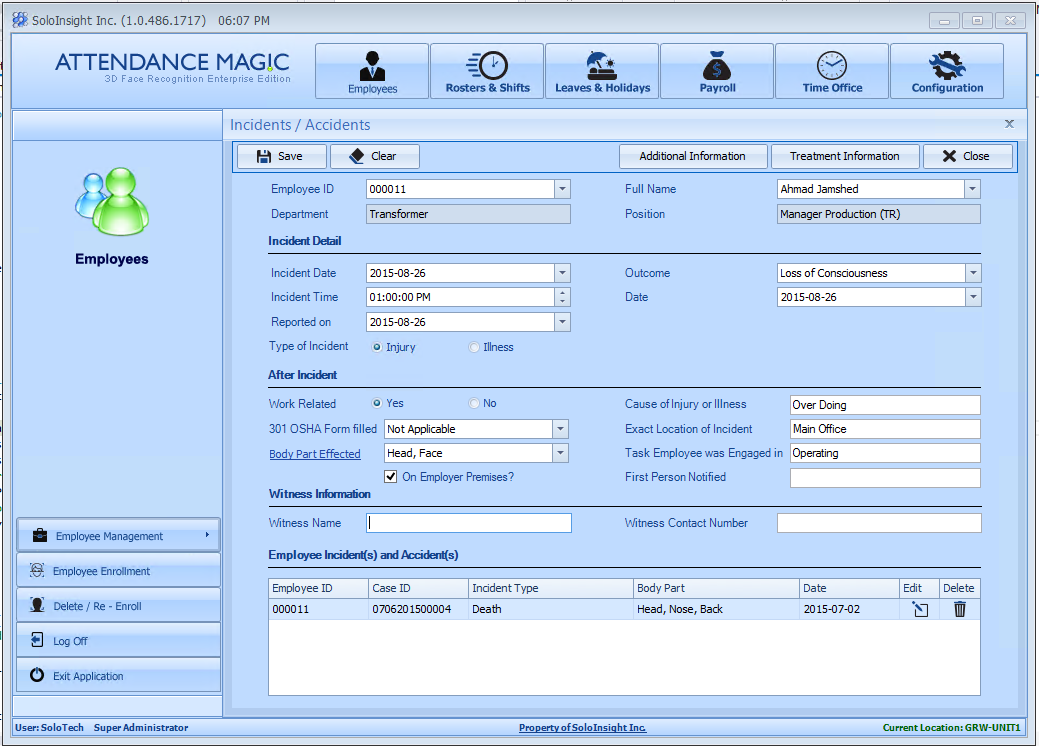 SoloInsight Inc. (1.0.486.1717) 06:07 PM
ATTENDANCE MAGIC
3D Face Recognition Enterprise Edition
Employees
Rosters & Shifts
Leaves & Holidays
Payroll
Time Office
Configuration
Incidents / Accidents
Save
Clear
Additional Information
Treatment Information
Close
Employees
Employee ID 000011 Full Name Ahmad Jamshed
Department Transformer Position Manager Production (TR)
Incident Detail
Incident Date 2015-08-26 Outcome Loss of Consciousness
Incident Time 01:00:00 PM Date 2015-08-26
Reported on 2015-08-26
Type of Incident Injury Illness
After Incident
Work Related Yes No Cause of Injury or Illness Over Doing
301 OSHA Form filled Not Applicable Exact Location of Incident Main Office
Body Part Effected Head, Face Task Employee was Engaged in Operating
On Employer Premises? First Person Notified
Witness Information
Witness Name Witness Contact Number
Employee Incident(s) and Accident(s)
Employee ID Case ID Incident Type Body Part Date Edit Delete
000011 0706201500004 Death Head, Nose, Back 2015-07-02
Employee Management
Employee Enrollment
Delete / Re - Enroll
Log Off
Exit Application
User: SoloTech Super Administrator Property of SoloInsight Inc. Current Location: GRW-UNIT1